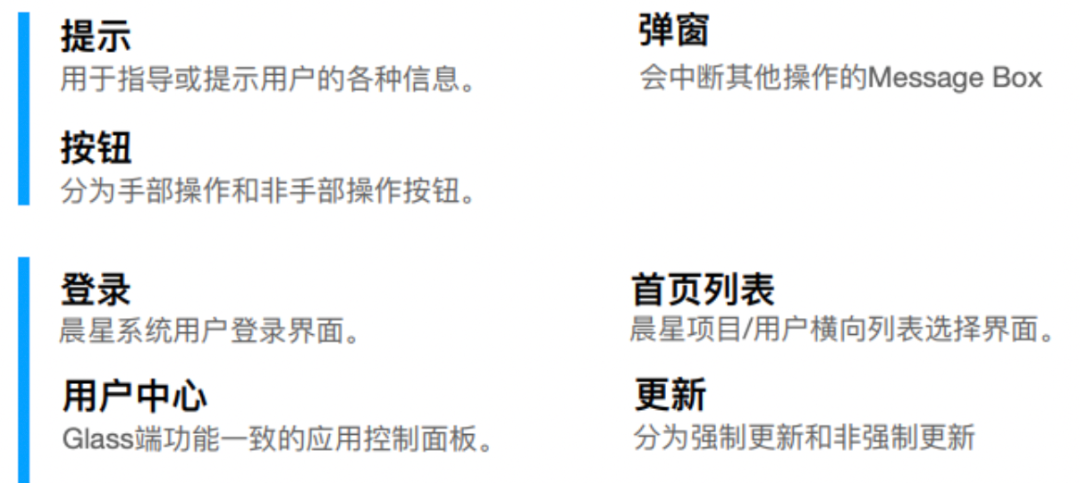 提示
用于指导或提示用户的各种信息。
弹窗
会中断其他操作的Message Box
按钮
分为手部操作和非手部操作按钮。
登录
晨星系统用户登录界面。
首页列表
晨星项目/用户横向列表选择界面。
用户中心
Glass端功能一致的应用控制面板。
更新
分为强制更新和非强制更新